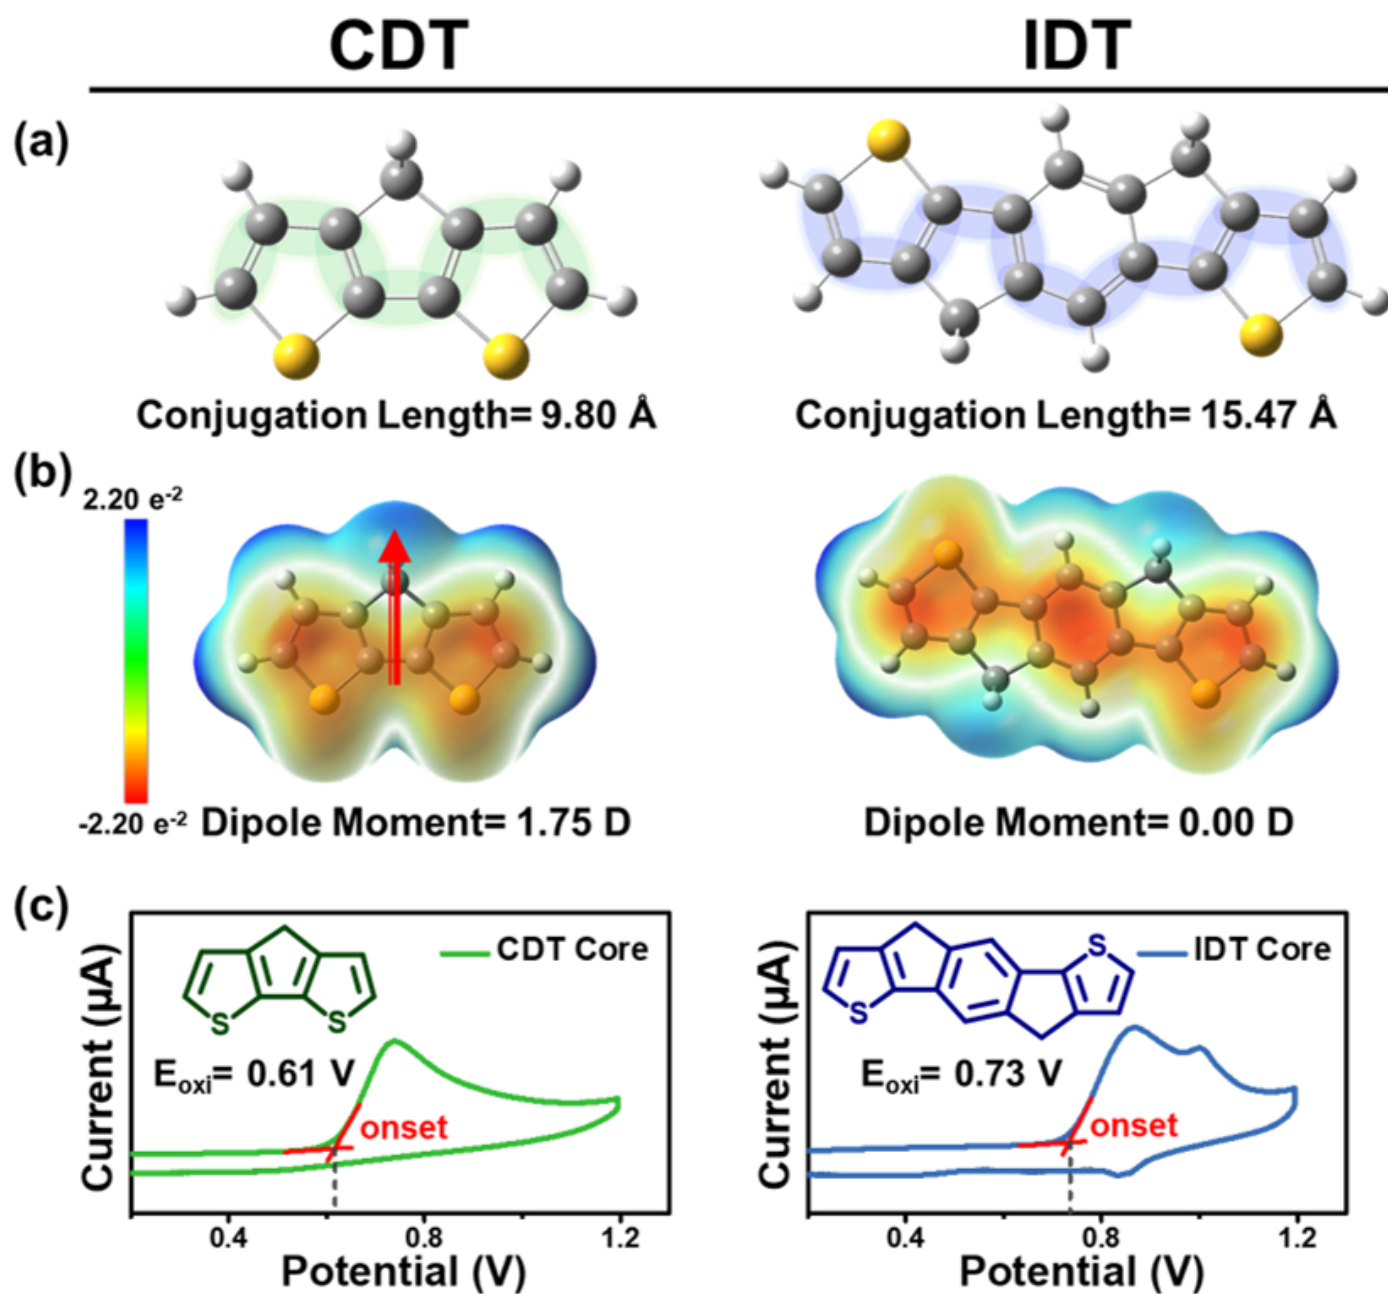 CDT
IDT
(a)
Conjugation Length= 9.80 Å
Conjugation Length= 15.47 Å
(b)
2.20 e-2
-2.20 e-2
Dipole Moment= 1.75 D
Dipole Moment= 0.00 D
(c)
Current (µA)
S
S
CDT Core
Eoxi= 0.61 V
onset
0.4
0.8
1.2
Potential (V)
Current (µA)
S
S
IDT Core
Eoxi= 0.73 V
onset
0.4
0.8
1.2
Potential (V)